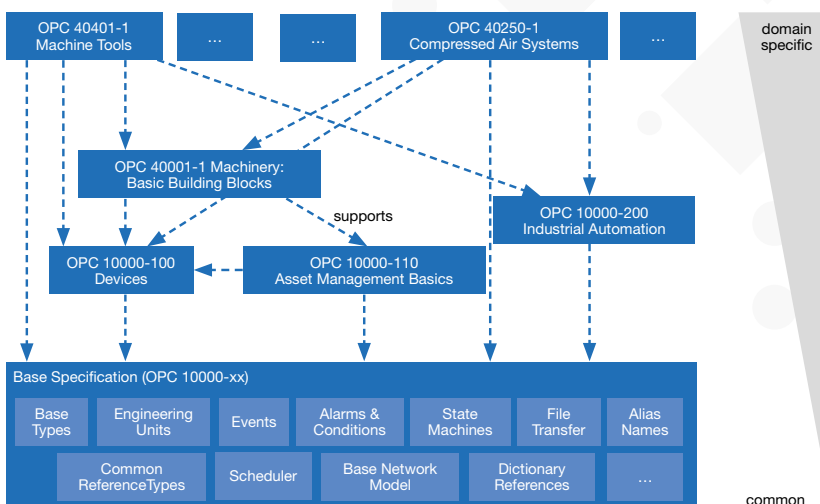 OPC 40401-1
Machine Tools
...
...
OPC 40250-1
Compressed Air Systems
...
domain
specific
OPC 40001-1 Machinery:
Basic Building Blocks
supports
OPC 10000-200
Industrial Automation
OPC 10000-100
Devices
OPC 10000-110
Asset Management Basics
Base Specification (OPC 10000-xx)
Base
Types
Engineering
Units
Events
Alarms &
Conditions
State
Machines
File
Transfer
Alias
Names
Common
ReferenceTypes
Scheduler
Base Network
Model
Dictionary
References
...
common